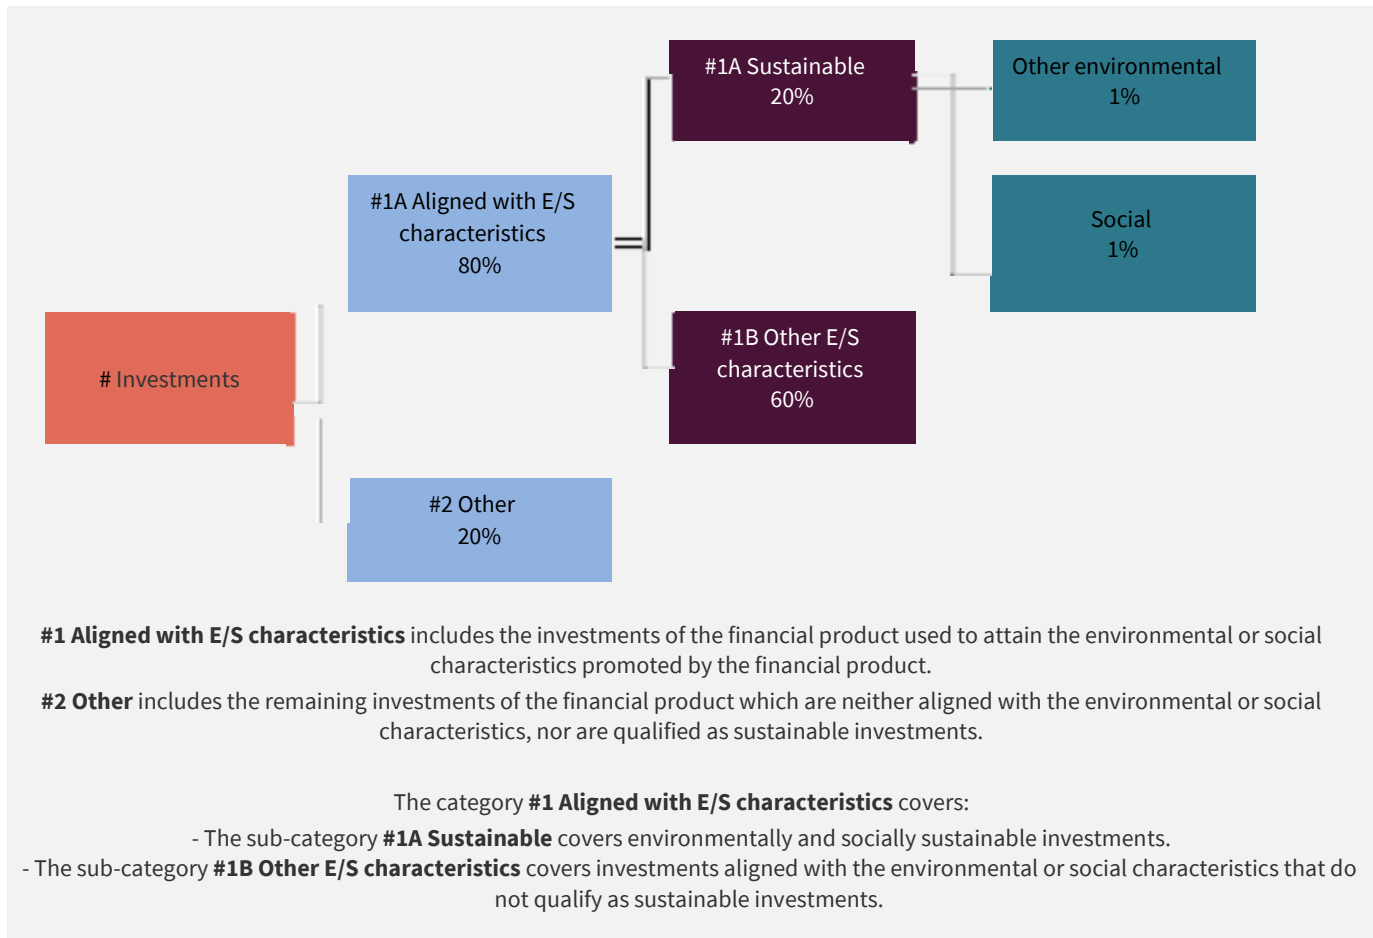 #1A Sustainable
20%
Other environmental
1%
#1A Aligned with E/S
characteristics
80%
Social
1%
# Investments
#1B Other E/S
characteristics
60%
#2 Other
20%
#1 Aligned with E/S characteristics includes the investments of the financial product used to attain the environmental or social
characteristics promoted by the financial product.
#2 Other includes the remaining investments of the financial product which are neither aligned with the environmental or social
characteristics, nor are qualified as sustainable investments.
The category #1 Aligned with E/S characteristics covers:
- The sub-category #1A Sustainable covers environmentally and socially sustainable investments.
- The sub-category #1B Other E/S characteristics covers investments aligned with the environmental or social characteristics that do
not qualify as sustainable investments.